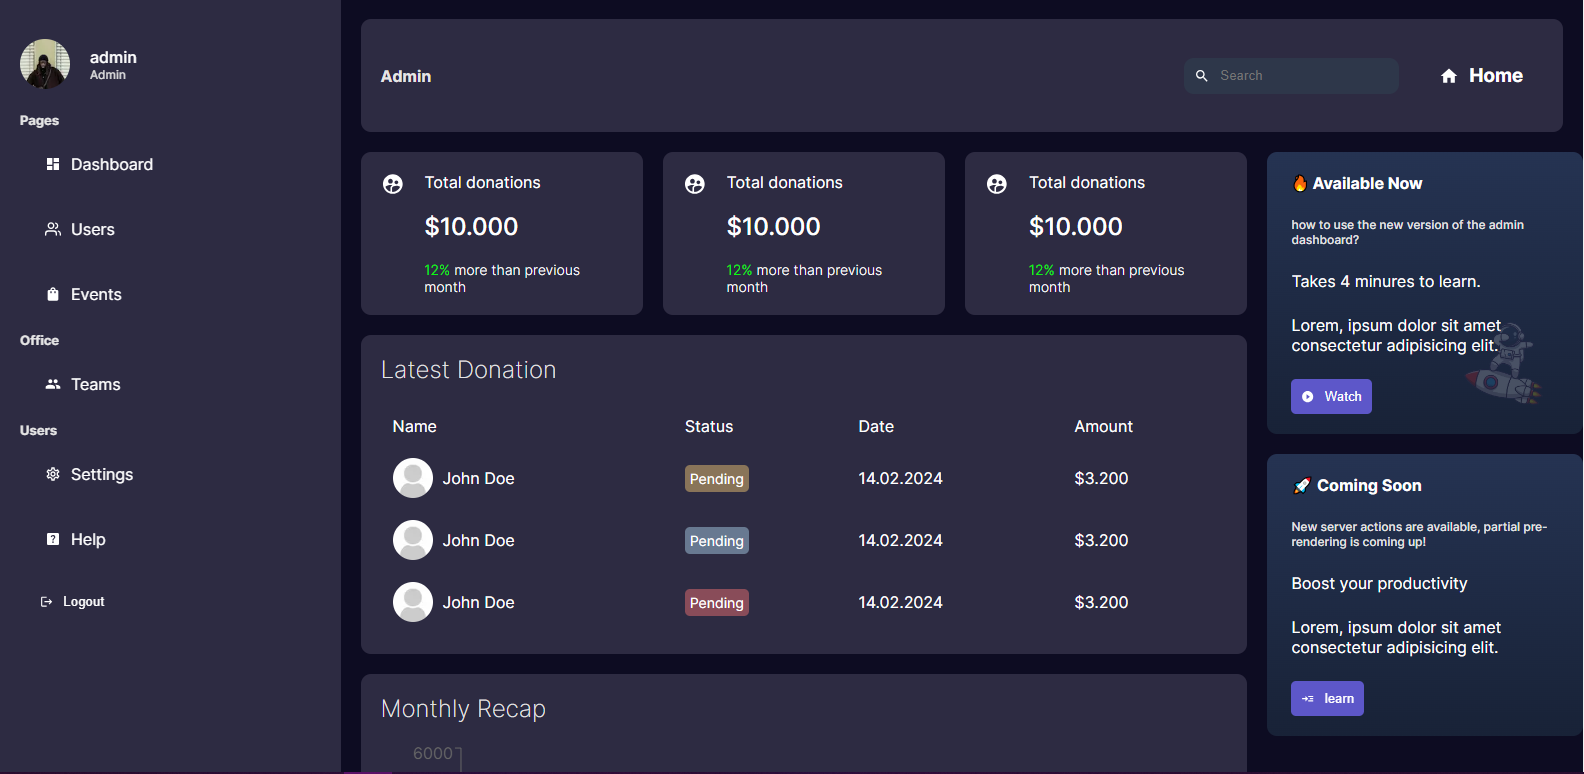 admin
Admin
Pages
Dashboard
Users
Events
Office
Teams
Users
Settings
Help
Logout
Admin
Search
Home
Total donations
$10.000
12% more than previous
month
Total donations
$10.000
12% more than previous
month
Total donations
$10.000
12% more than previous
month
Latest Donation
Name Status Date Amount
John Doe Pending 14.02.2024 $3.200
John Doe Pending 14.02.2024 $3.200
John Doe Pending 14.02.2024 $3.200
Monthly Recap
6000
🔥 Available Now
how to use the new version of the admin
dashboard?
Takes 4 minures to learn.
Lorem, ipsum dolor sit amet
consectetur adipisicing elit.
Watch
🚀 Coming Soon
New server actions are available, partial pre-
rendering is coming up!
Boost your productivity
Lorem, ipsum dolor sit amet
consectetur adipisicing elit.
learn